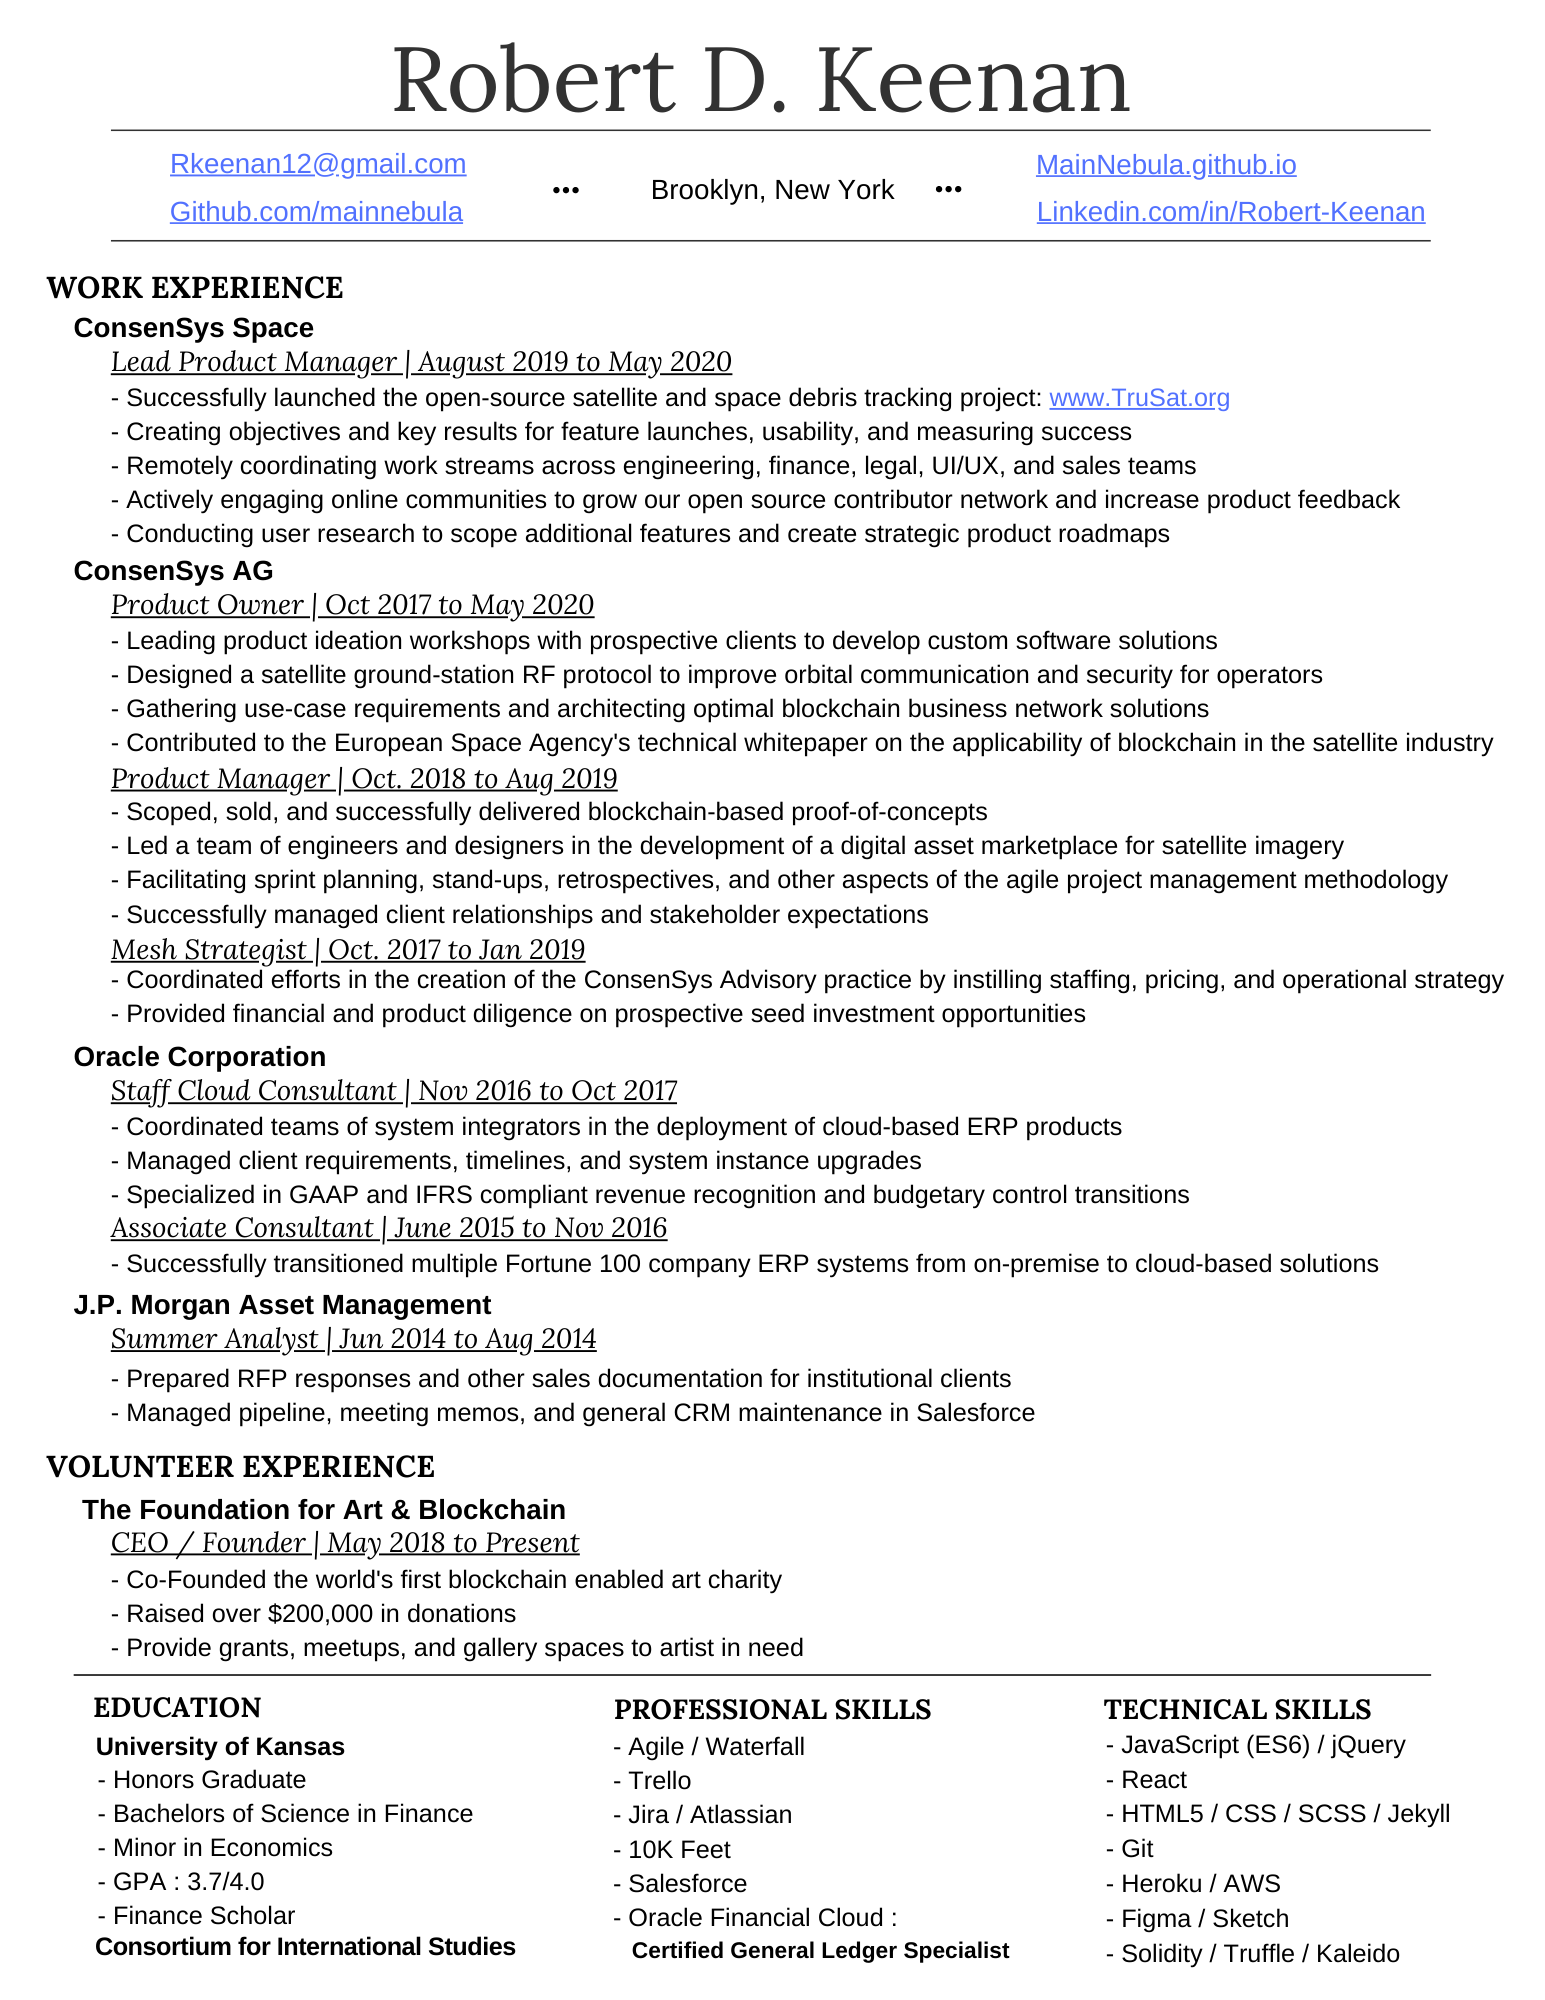 Robert D. Keenan
Rkeenan12@gmail.com
Github.com/mainnebula
••• Brooklyn, New York •••
MainNebula.github.io
Linkedin.com/in/Robert-Keenan
WORK EXPERIENCE
ConsenSys Space
Lead Product Manager | August 2019 to May 2020
- Successfully launched the open-source satellite and space debris tracking project: www.TruSat.org
- Creating objectives and key results for feature launches, usability, and measuring success
- Remotely coordinating work streams across engineering, finance, legal, UI/UX, and sales teams
- Actively engaging online communities to grow our open source contributor network and increase product feedback
- Conducting user research to scope additional features and create strategic product roadmaps
ConsenSys AG
Product Owner | Oct 2017 to May 2020
- Leading product ideation workshops with prospective clients to develop custom software solutions
- Designed a satellite ground-station RF protocol to improve orbital communication and security for operators
- Gathering use-case requirements and architecting optimal blockchain business network solutions
- Contributed to the European Space Agency's technical whitepaper on the applicability of blockchain in the satellite industry
Product Manager | Oct. 2018 to Aug 2019
- Scoped, sold, and successfully delivered blockchain-based proof-of-concepts
- Led a team of engineers and designers in the development of a digital asset marketplace for satellite imagery
- Facilitating sprint planning, stand-ups, retrospectives, and other aspects of the agile project management methodology
- Successfully managed client relationships and stakeholder expectations
Mesh Strategist | Oct. 2017 to Jan 2019
- Coordinated efforts in the creation of the ConsenSys Advisory practice by instilling staffing, pricing, and operational strategy
- Provided financial and product diligence on prospective seed investment opportunities
Oracle Corporation
Staff Cloud Consultant | Nov 2016 to Oct 2017
- Coordinated teams of system integrators in the deployment of cloud-based ERP products
- Managed client requirements, timelines, and system instance upgrades
- Specialized in GAAP and IFRS compliant revenue recognition and budgetary control transitions
Associate Consultant | June 2015 to Nov 2016
- Successfully transitioned multiple Fortune 100 company ERP systems from on-premise to cloud-based solutions
J.P. Morgan Asset Management
Summer Analyst | Jun 2014 to Aug 2014
- Prepared RFP responses and other sales documentation for institutional clients
- Managed pipeline, meeting memos, and general CRM maintenance in Salesforce
VOLUNTEER EXPERIENCE
The Foundation for Art & Blockchain
CEO / Founder | May 2018 to Present
- Co-Founded the world's first blockchain enabled art charity
- Raised over $200,000 in donations
- Provide grants, meetups, and gallery spaces to artist in need
EDUCATION
University of Kansas
- Honors Graduate
- Bachelors of Science in Finance
- Minor in Economics
- GPA : 3.7/4.0
- Finance Scholar
Consortium for International Studies
PROFESSIONAL SKILLS
- Agile / Waterfall
- Trello
- Jira / Atlassian
- 10K Feet
- Salesforce
- Oracle Financial Cloud :
Certified General Ledger Specialist
TECHNICAL SKILLS
- JavaScript (ES6) / jQuery
- React
- HTML5 / CSS / SCSS / Jekyll
- Git
- Heroku / AWS
- Figma / Sketch
- Solidity / Truffle / Kaleido